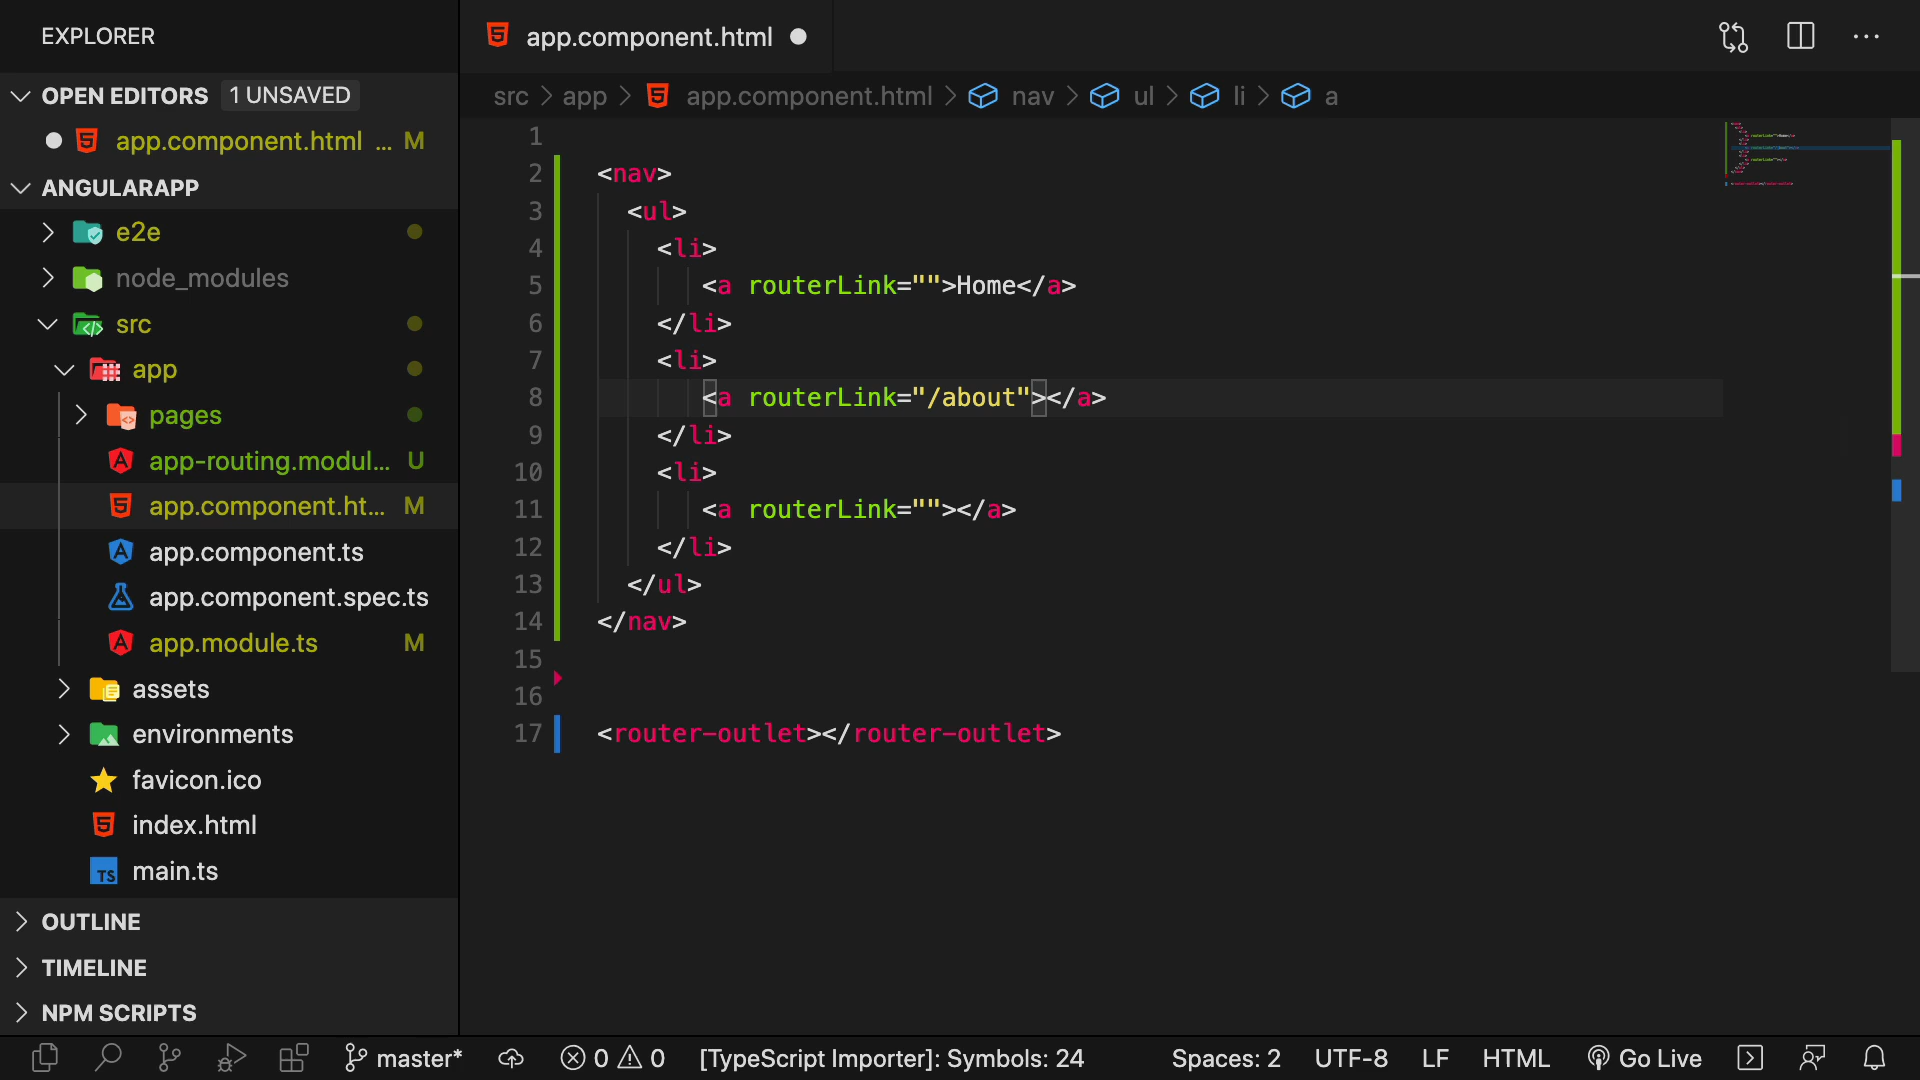 EXPLORER
OPEN EDITORS 1 UNSAVED
app.component.html ... M
ANGULARAPP
e2e
node_modules
src
app
pages
app-routing.modul... U
app.component.ht... M
app.component.ts
app.component.spec.ts
app.module.ts M
assets
environments
favicon.ico
index.html
TS main.ts
OUTLINE
TIMELINE
NPM SCRIPTS
app.component.html
src > app > app.component.html > nav > ul > li > a
1
2 <nav>
3 <ul>
4 <li>
5 <a routerLink="">Home</a>
6 </li>
7 <li>
8 <a routerLink="/about"></a>
9 </li>
10 <li>
11 <a routerLink=""></a>
12 </li>
13 </ul>
14 </nav>
15
16
17 <router-outlet></router-outlet>
master* 0 0 [TypeScript Importer]: Symbols: 24 Spaces: 2 UTF-8 LF HTML Go Live